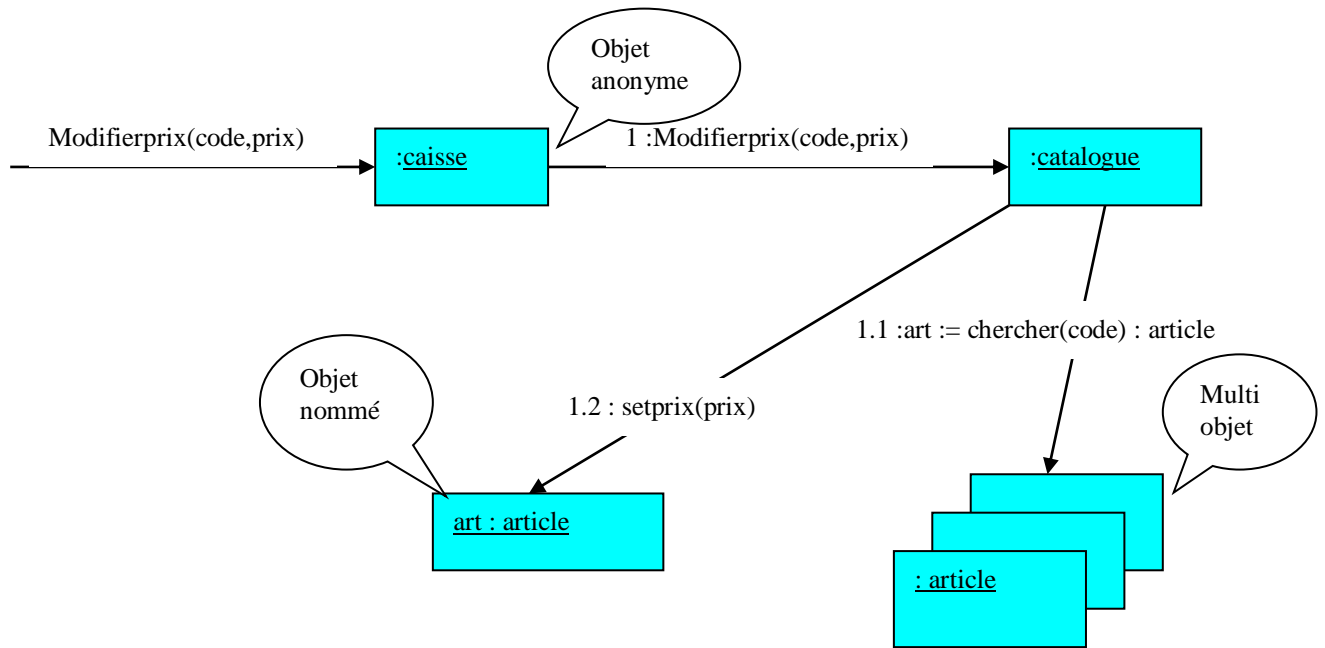 Objet
anonyme
Modifierprix(code,prix)
:caisse
1 :Modifierprix(code,prix)
:catalogue
1.1 :art := chercher(code) : article
Objet
nommé
1.2 : setprix(prix)
Multi
objet
art : article
: article